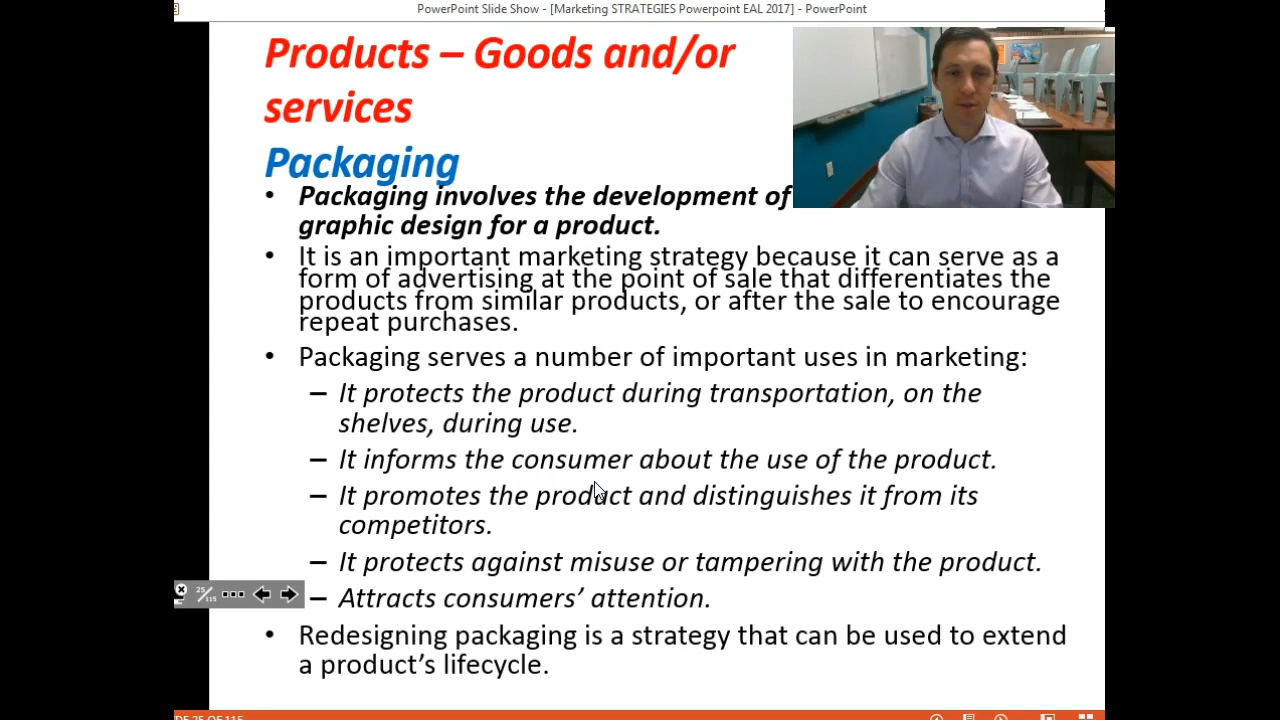 PowerPoint Slide Show - [Marketing STRATEGIES Powerpoint EAL 2017] - PowerPoint
Products – Goods and/or
services
Packaging
• Packaging involves the development of
graphic design for a product.
• It is an important marketing strategy because it can serve as a
form of advertising at the point of sale that differentiates the
products from similar products, or after the sale to encourage
repeat purchases.
• Packaging serves a number of important uses in marketing:
– It protects the product during transportation, on the
shelves, during use.
– It informs the consumer about the use of the product.
– It promotes the product and distinguishes it from its
competitors.
– It protects against misuse or tampering with the product.
25/115
– Attracts consumers’ attention.
• Redesigning packaging is a strategy that can be used to extend
a product’s lifecycle.
25 OF 115